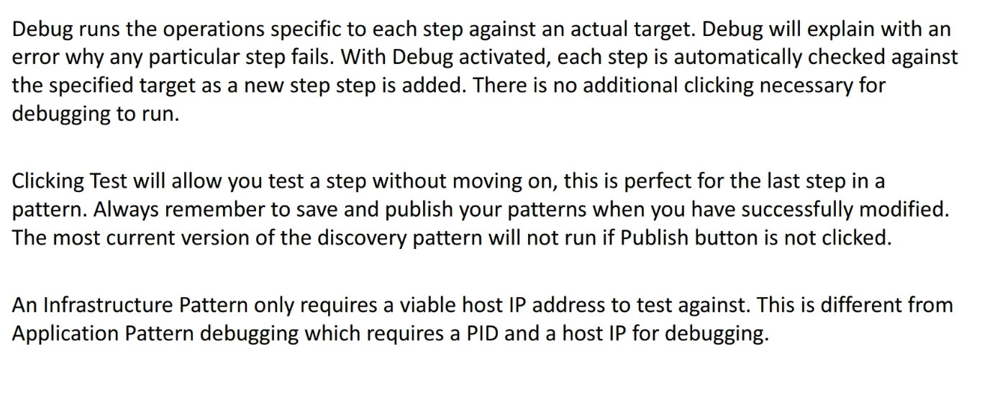 Debug runs the operations specific to each step against an actual target. Debug will explain with an
error why any particular step fails. With Debug activated, each step is automatically checked against
the specified target as a new step step is added. There is no additional clicking necessary for
debugging to run.
Clicking Test will allow you test a step without moving on, this is perfect for the last step in a
pattern. Always remember to save and publish your patterns when you have successfully modified.
The most current version of the discovery pattern will not run if Publish button is not clicked.
An Infrastructure Pattern only requires a viable host IP address to test against. This is different from
Application Pattern debugging which requires a PID and a host IP for debugging.